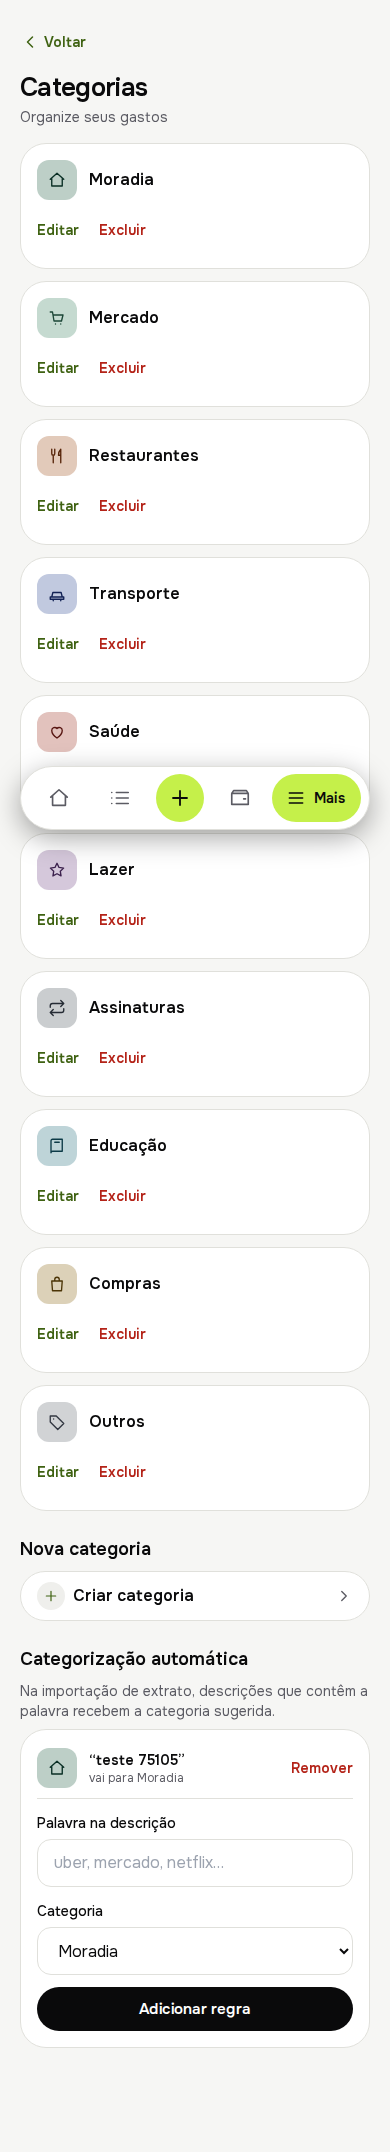 Voltar
Categorias
Organize seus gastos
Moradia
Editar Excluir
Mercado
Editar Excluir
Restaurantes
Editar Excluir
Transporte
Editar Excluir
Saúde
Mais
Lazer
Editar Excluir
Assinaturas
Editar Excluir
Educação
Editar Excluir
Compras
Editar Excluir
Outros
Editar Excluir
Nova categoria
Criar categoria
Categorização automática
Na importação de extrato, descrições que contêm a
palavra recebem a categoria sugerida.
“teste 75105”
vai para Moradia
Remover
Palavra na descrição
uber, mercado, netflix...
Categoria
Moradia
Adicionar regra